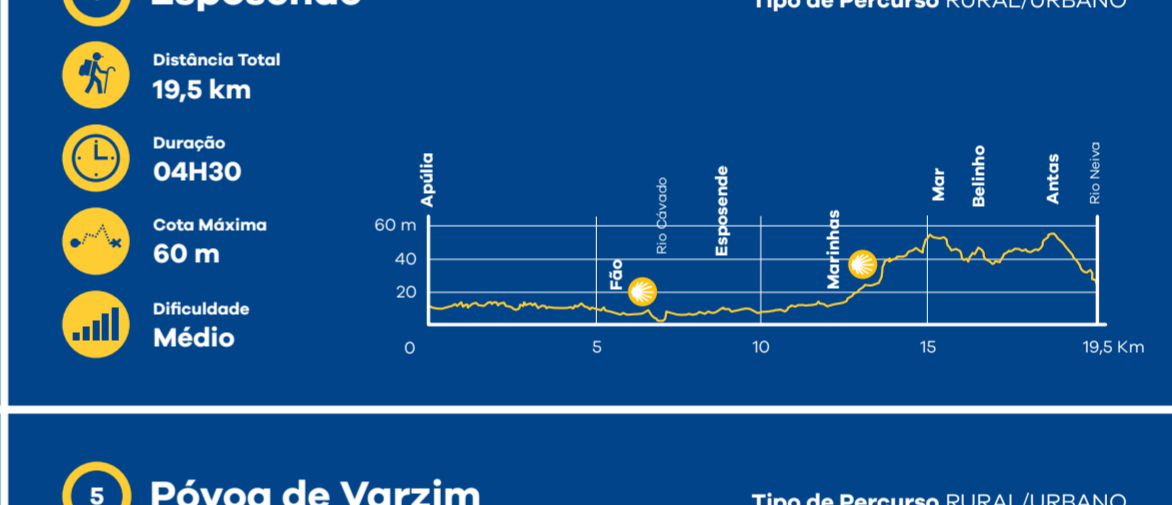 Esposende
Tipo de Percurso RURAL/URBANO
Distância Total
19,5 km
Duração
04H30
Cota Máxima
60 m
Dificuldade
Médio
Apúlia
Fão
Rio Cávado
Esposende
Marinhas
Mar
Belinho
Antas
Rio Neiva
60 m
40
20
0
5
10
15
19,5 Km
5
Póvoa de Varzim
Tipo de Percurso RURAL/URBANO